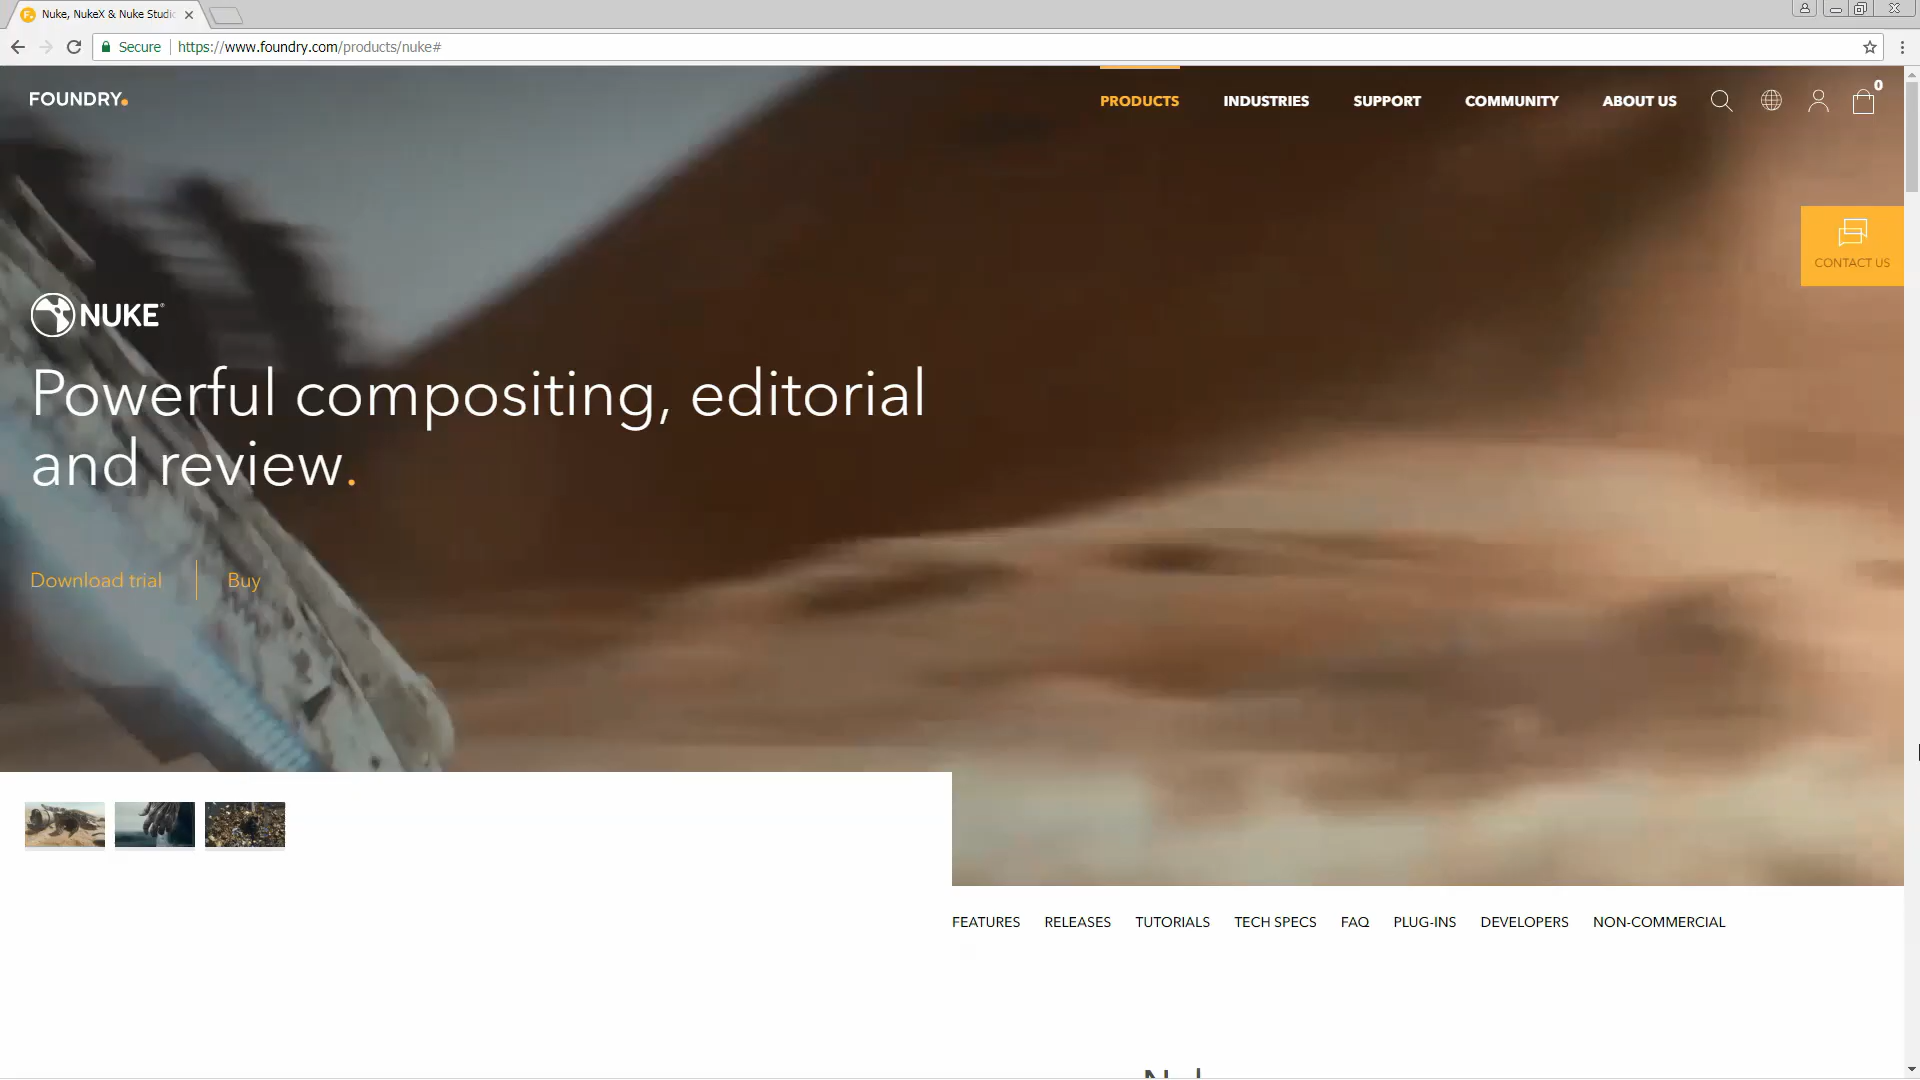 Nuke, NukeX & Nuke Studio
Secure
https://www.foundry.com/products/nuke#
FOUNDRY.
PRODUCTS
INDUSTRIES
SUPPORT
COMMUNITY
ABOUT US
0
CONTACT US
NUKE
Powerful compositing, editorial
and review.
Download trial
Buy
FEATURES
RELEASES
TUTORIALS
TECH SPECS
FAQ
PLUG-INS
DEVELOPERS
NON-COMMERCIAL